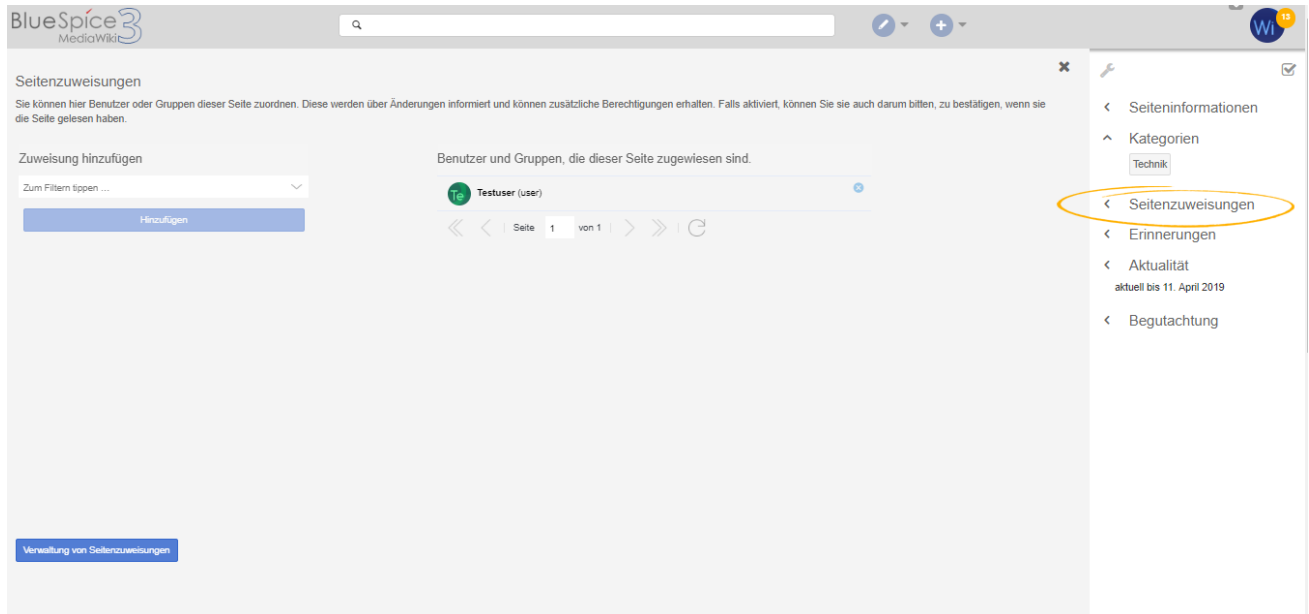 BlueSpice 3
MediaWiki
Wi 13
Seitenzuweisungen
Sie können hier Benutzer oder Gruppen dieser Seite zuordnen. Diese werden über Änderungen informiert und können zusätzliche Berechtigungen erhalten. Falls aktiviert, können Sie sie auch darum bitten, zu bestätigen, wenn sie
die Seite gelesen haben.
Zuweisung hinzufügen
Zum Filtern tippen ...
Hinzufügen
Benutzer und Gruppen, die dieser Seite zugewiesen sind.
Te Testuser (user)
Seite 1 von 1
Verwaltung von Seitenzuweisungen
Seiteninformationen
Kategorien
Technik
Seitenzuweisungen
Erinnerungen
Aktualität
aktuell bis 11. April 2019
Begutachtung